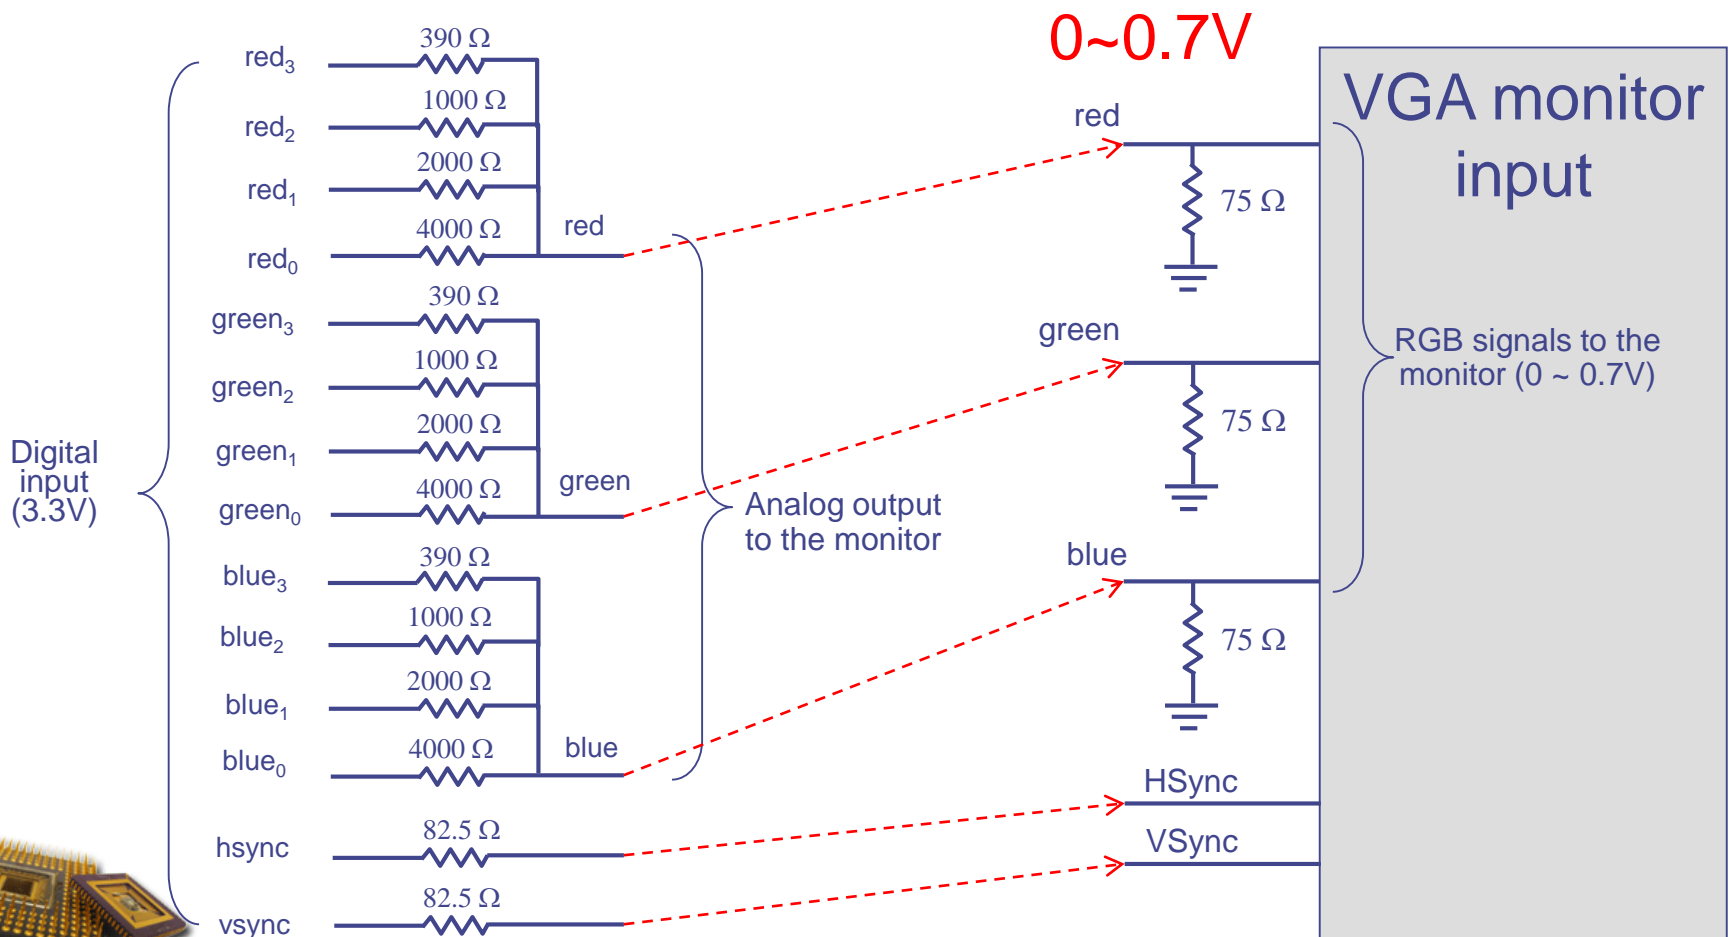 0~0.7V
VGA monitor
input
red3
390 Ω
red2
1000 Ω
red1
2000 Ω
red0
4000 Ω
red
green3
390 Ω
green2
1000 Ω
green1
2000 Ω
green0
4000 Ω
green
blue3
390 Ω
blue2
1000 Ω
blue1
2000 Ω
blue0
4000 Ω
blue
hsync
82.5 Ω
vsync
82.5 Ω
Digital
input
(3.3V)
Analog output
to the monitor
red
75 Ω
green
75 Ω
blue
75 Ω
HSync
VSync
RGB signals to the
monitor (0 ~ 0.7V)